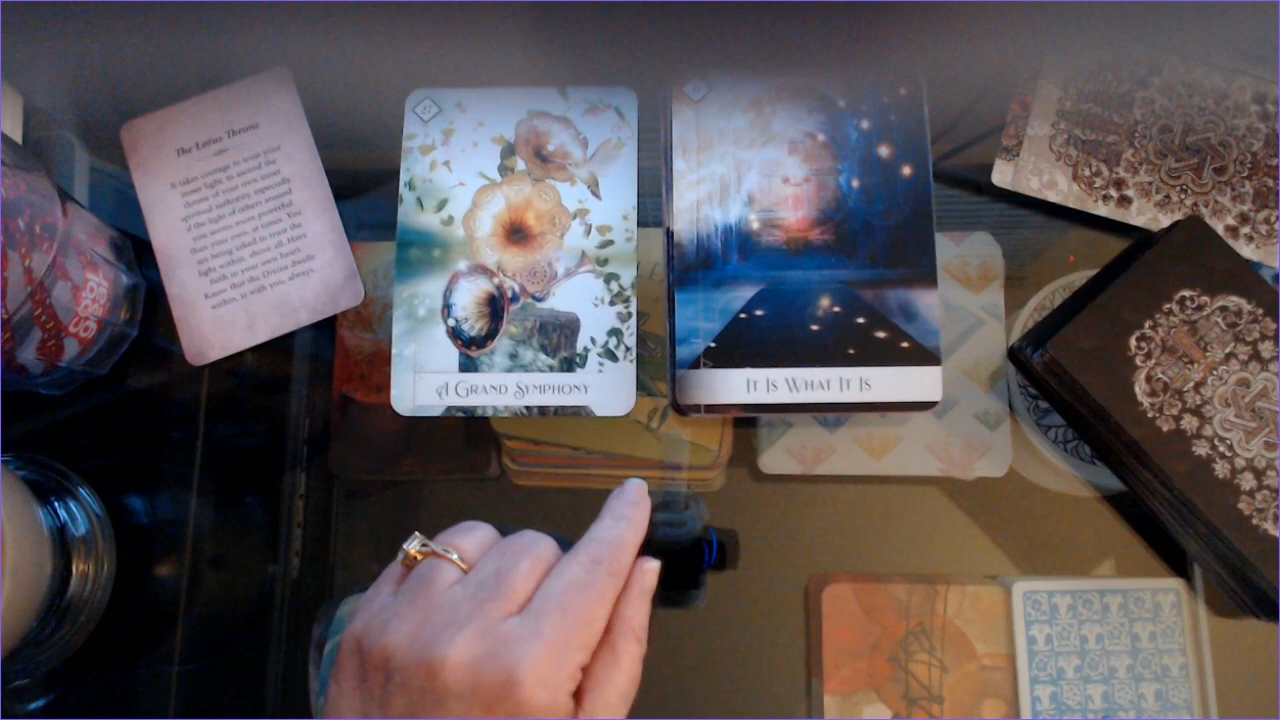 The Lotus Throne
It takes courage to trust your
inner light, to ascend the
throne of your own inner
spiritual authority, especially
if the light of others around
you seems more powerful
than your own, at times. You
are being asked to trust the
light within, above all. Have
faith in your own heart.
Know that the Divine dwells
within, is with you, always.
27
A GRAND SYMPHONY
IT IS WHAT IT IS